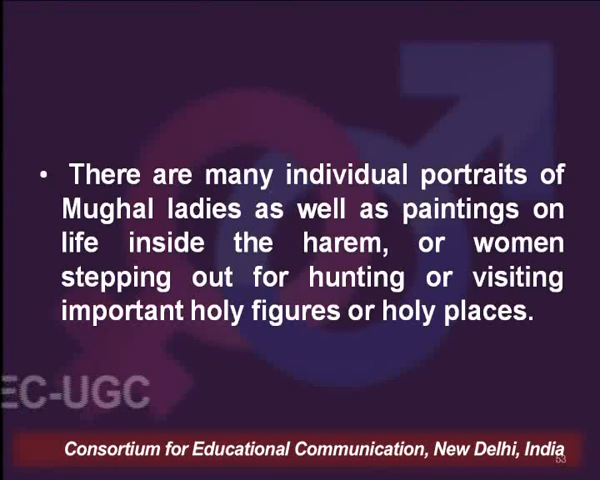 • There are many individual portraits of
Mughal ladies as well as paintings on
life inside the harem, or women
stepping out for hunting or visiting
important holy figures or holy places.
EC-UGC
Consortium for Educational Communication, New Delhi, India
53